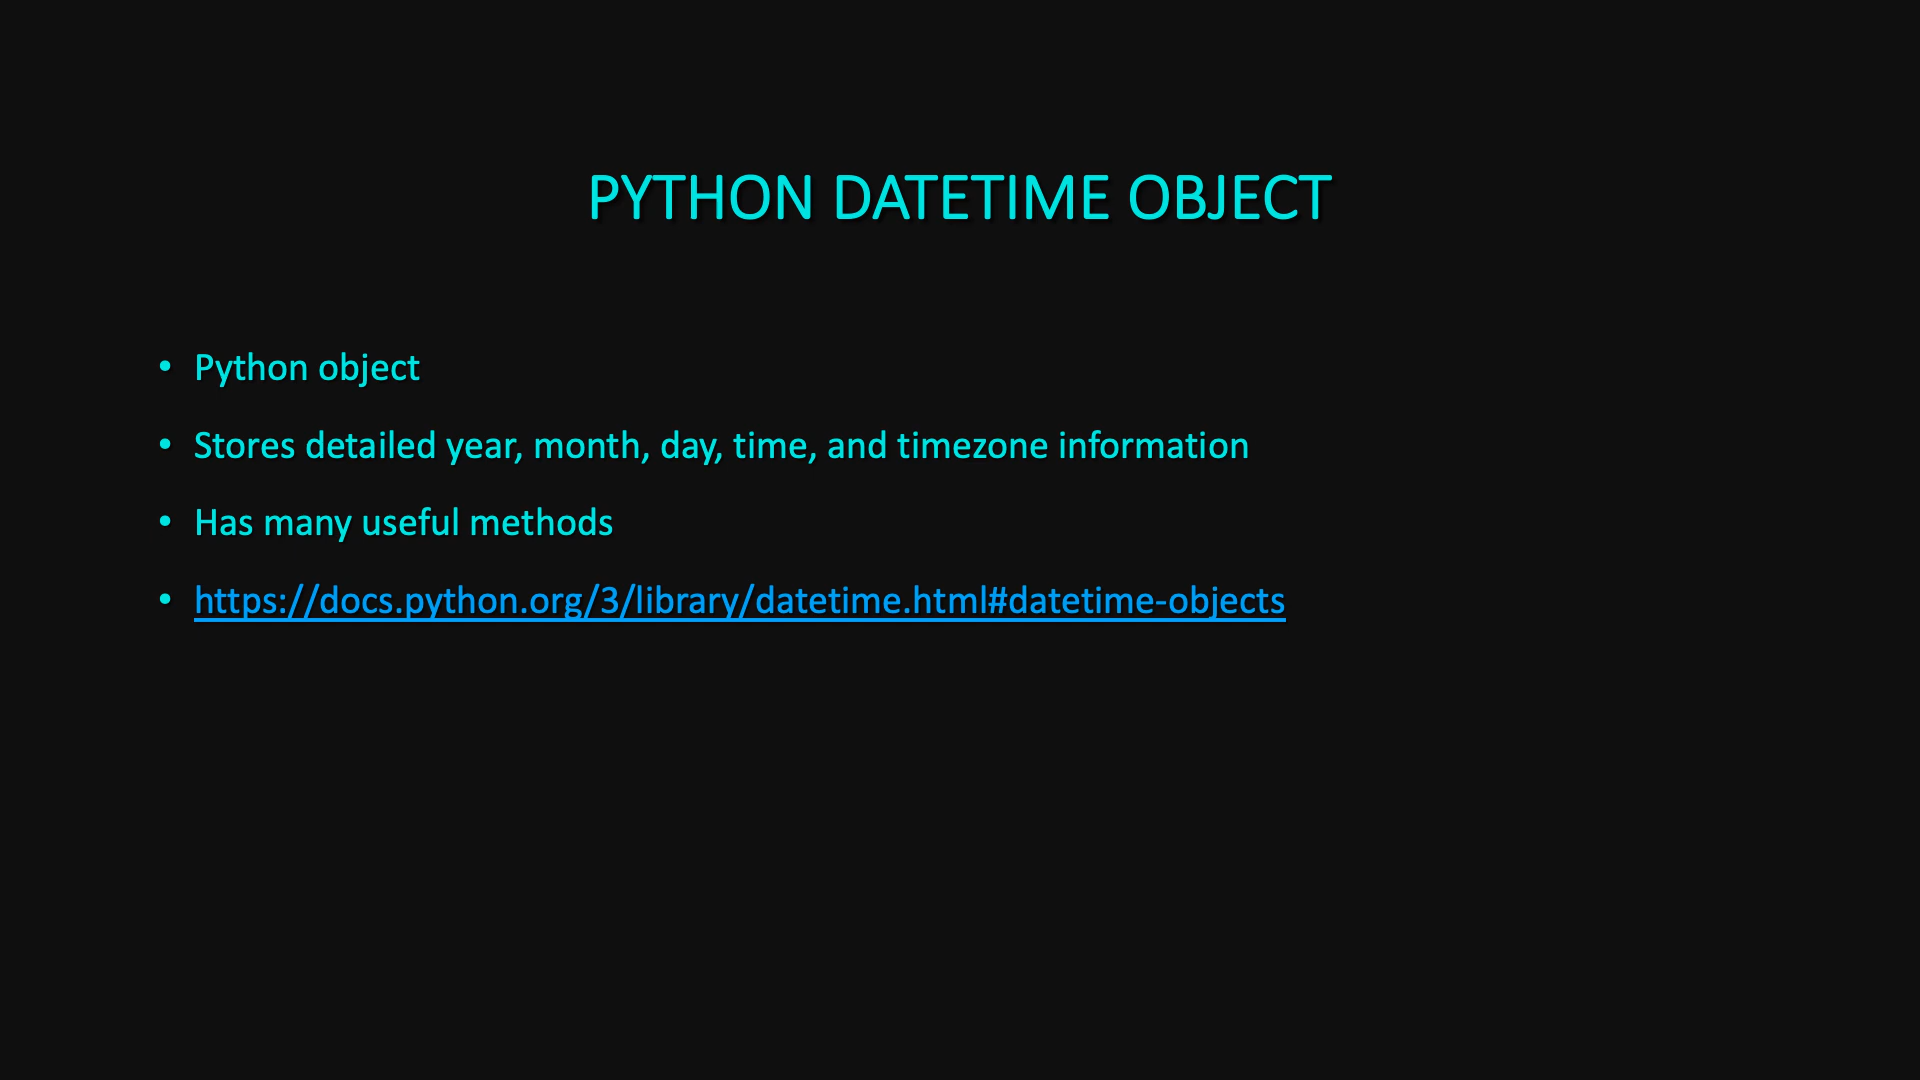 PYTHON DATETIME OBJECT
• Python object
• Stores detailed year, month, day, time, and timezone information
• Has many useful methods
• https://docs.python.org/3/library/datetime.html#datetime-objects